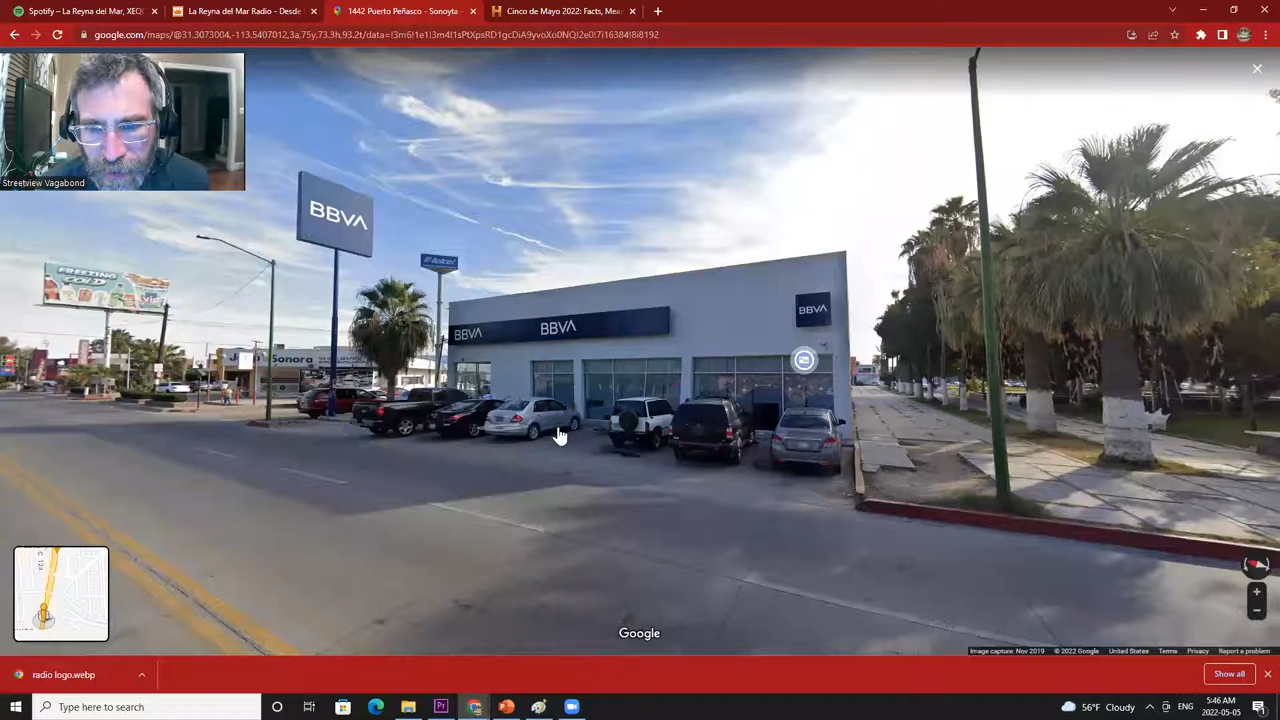 Spotify – La Reyna del Mar, XEQC
La Reyna del Mar Radio - Desde
1442 Puerto Peñasco - Sonoyta
Cinco de Mayo 2022: Facts, Mea
google.com/maps/@31.3073004,-113.5407012,3a,75y,73.3h,93.2t/data=!3m6!1e1!3m4!1sPtXpsRD1gcDiA9yvoXo0NQ!2e0!7i16384!8i8192
Streetview Vagabond
BBVA
telcel
FREEZING
COLD
BBVA
BBVA
BBVA
Sonora
Google
Image capture: Nov 2019 © 2022 Google United States Terms Privacy Report a problem
radio logo.webp
Show all
Type here to search
56°F Cloudy
ENG
5:46 AM
2022-05-05